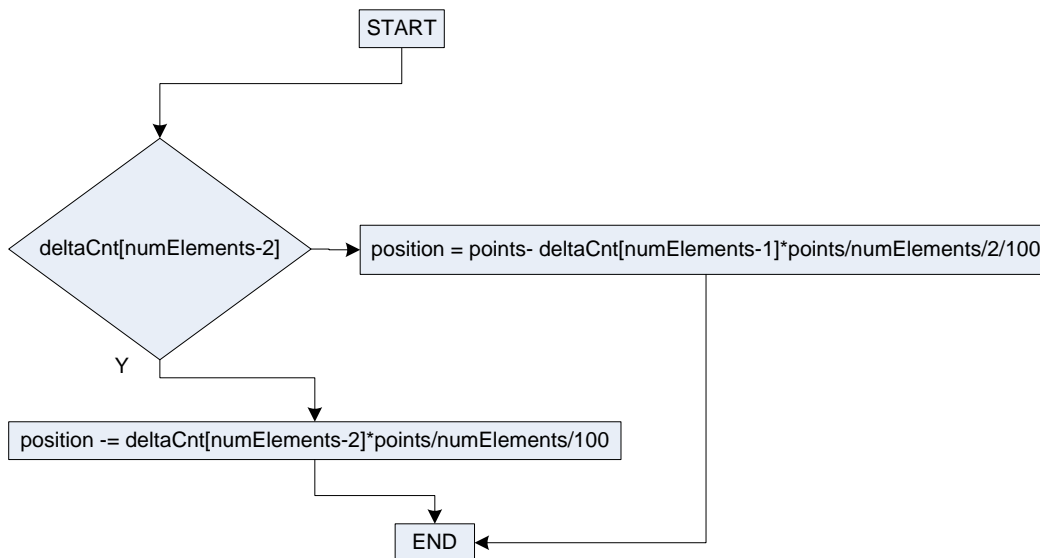 START
deltaCnt[numElements-2]
position = points- deltaCnt[numElements-1]*points/numElements/2/100
Y
position -= deltaCnt[numElements-2]*points/numElements/100
END